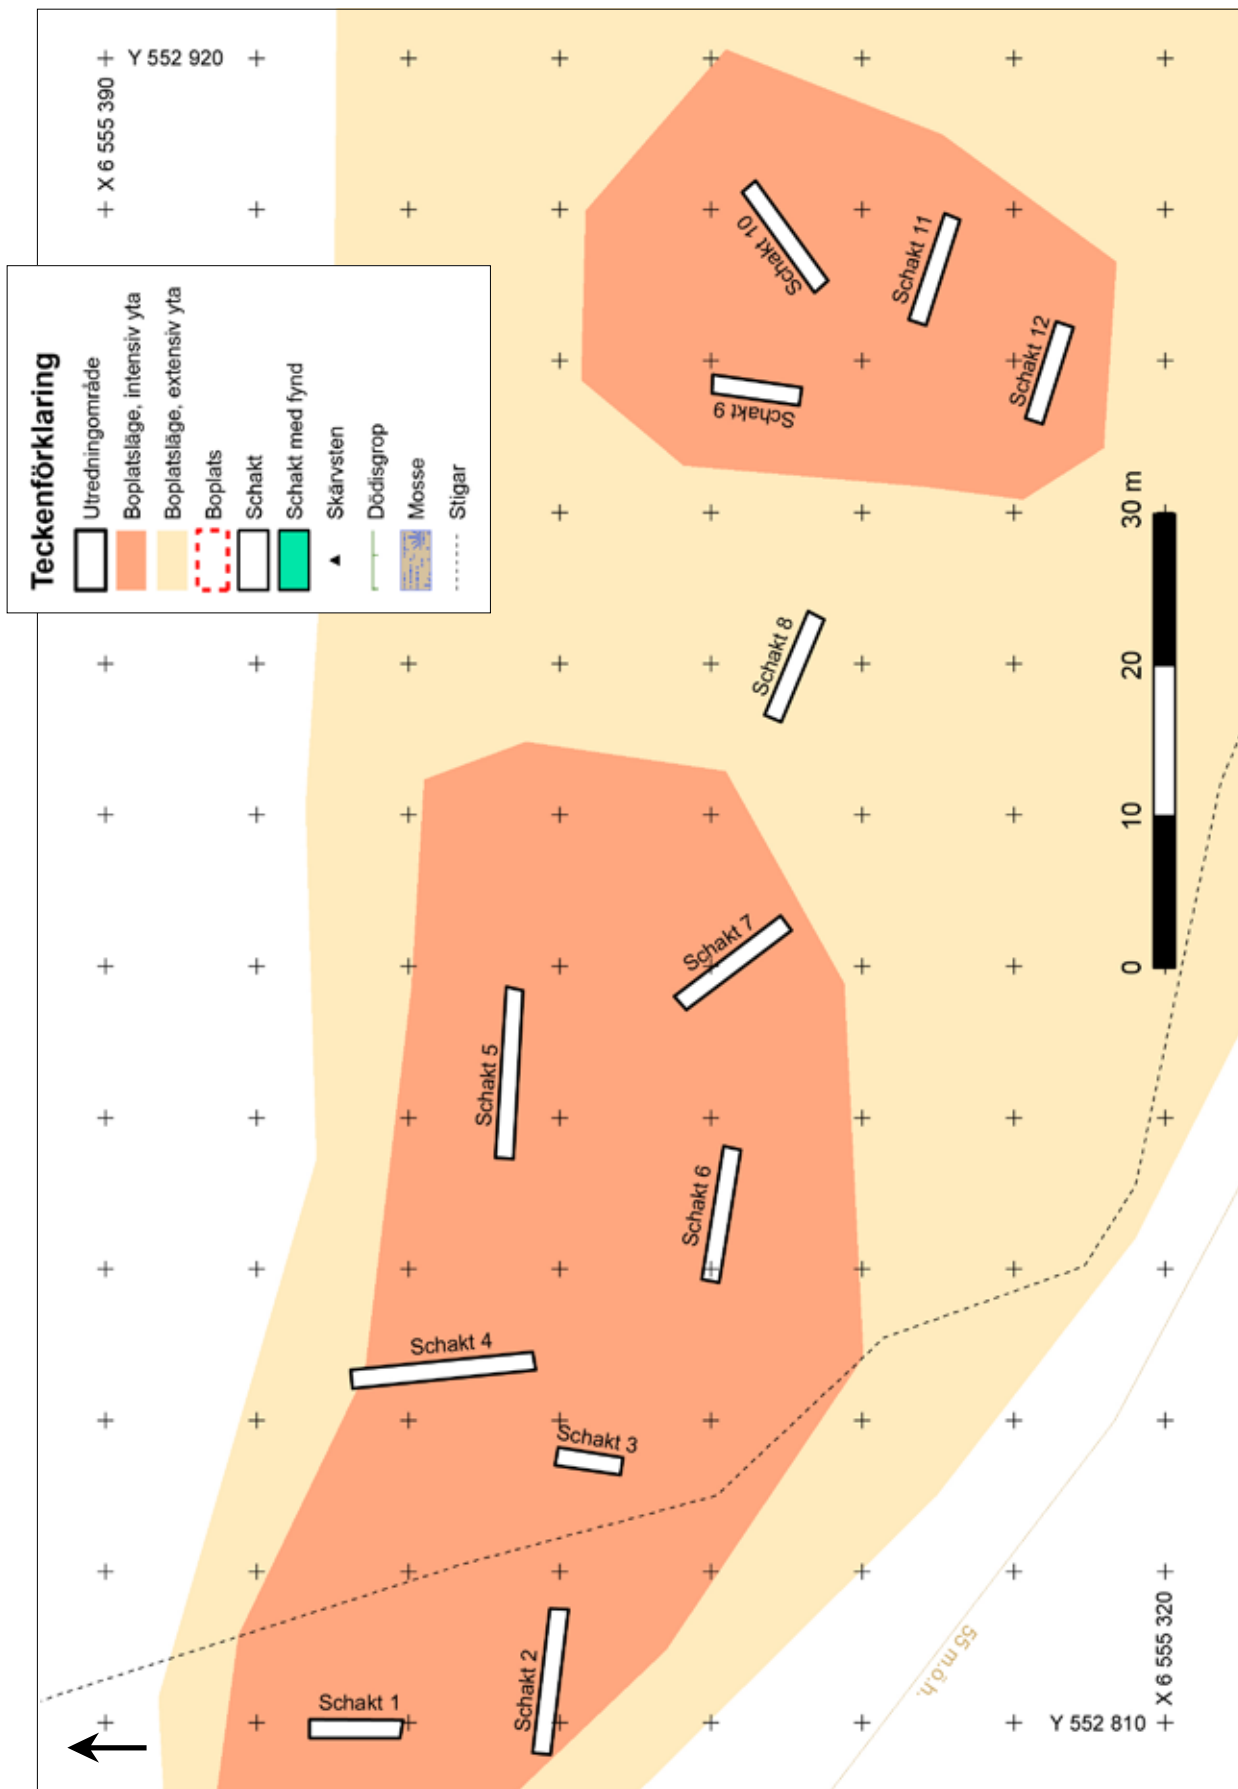 Teckenförklaring
Utredningområde
Boplatsläge, intensiv yta
Boplatsläge, extensiv yta
Boplats
Schakt
Schakt med fynd
Skärvsten
Dödisgrop
Mosse
Stigar
X 6 555 390
Y 552 920
Schakt 1
Schakt 2
Schakt 3
Schakt 4
Schakt 5
Schakt 6
Schakt 7
Schakt 8
Schakt 9
Schakt 10
Schakt 11
Schakt 12
0
10
20
30 m
55 m.ö.h.
Y 552 810
X 6 555 320